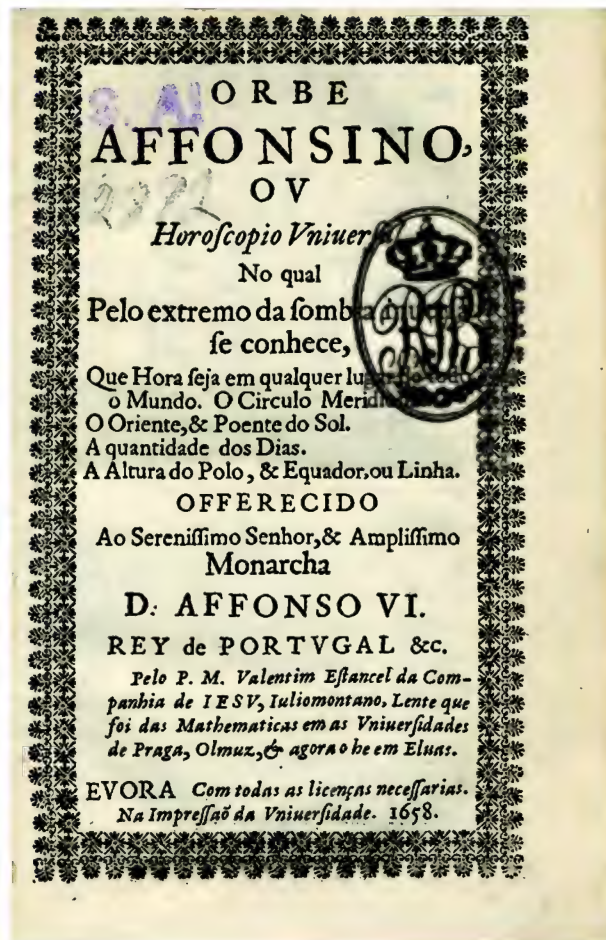 ORBE
AFFONSINO,
OV
Horoſcopio Vniuerſ
No qual
Pelo extremo da ſombra
ſe conhece,
Que Hora ſeja em qualquer lugar
o Mundo. O Circulo Meridi
O Oriente,& Poente do Sol.
A quantidade dos Dias.
A Altura do Polo, & Equador,ou Linha.
OFFERECIDO
Ao Sereniſſimo Senhor,& Ampliſſimo
Monarcha
D. AFFONSO VI.
REY de PORTVGAL &c.
Pelo P. M. Valentim Eſtancel da Com-
panhia de IESV, Iuliomontano, Lente que
foi das Mathematicas em as Vniuerſidades
de Praga, Olmuz,& agora o he em Eluas.
EVORA Com todas as licenças neceſſarias.
Na Impreſſaõ da Vniuerſidade. 1658.